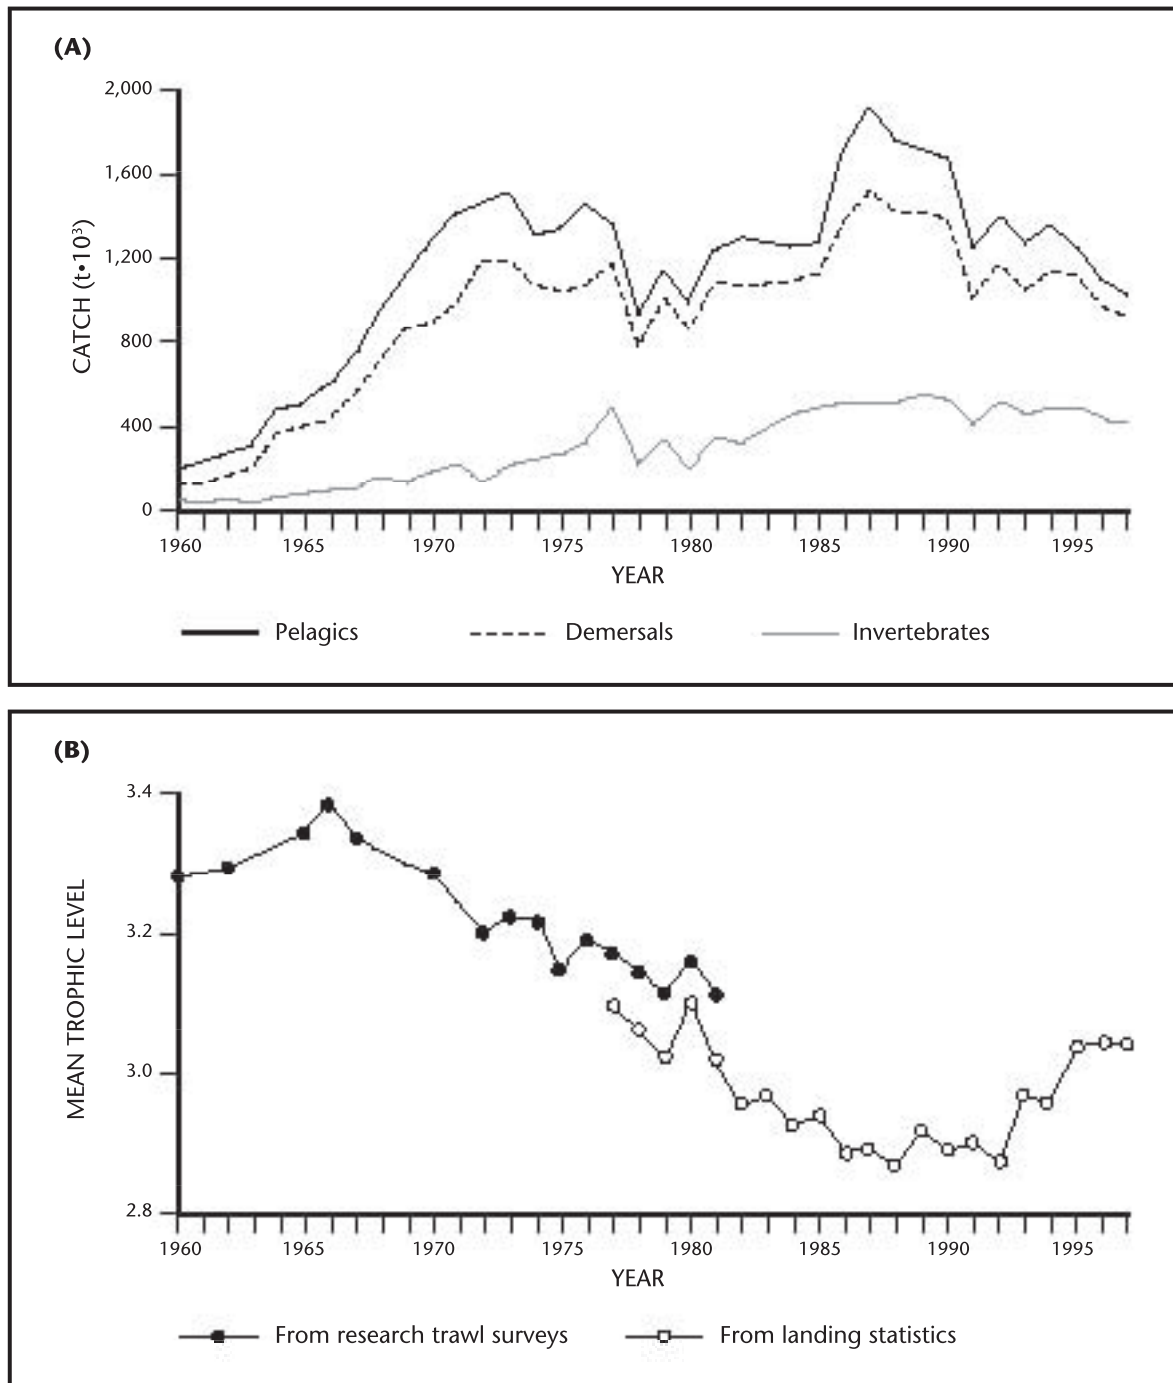 (A)
2,000
1,600
1,200
800
400
0
CATCH (t•10³)
1960 1965 1970 1975 1980 1985 1990 1995
YEAR
Pelagics Demersals Invertebrates
(B)
3.4
3.2
3.0
2.8
MEAN TROPHIC LEVEL
1960 1965 1970 1975 1980 1985 1990 1995
YEAR
From research trawl surveys From landing statistics